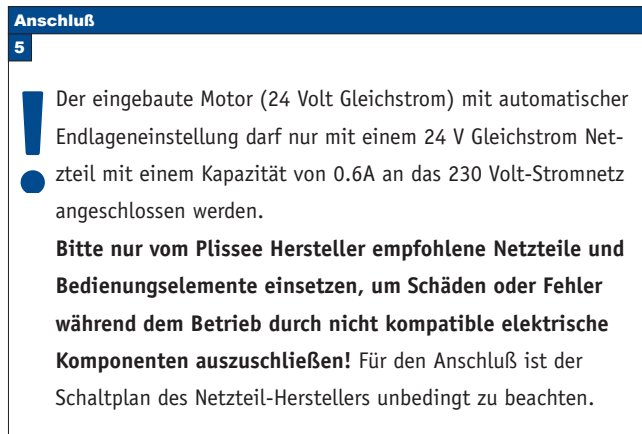 Anschluß
5
! Der eingebaute Motor (24 Volt Gleichstrom) mit automatischer
Endlageneinstellung darf nur mit einem 24 V Gleichstrom Net-
zteil mit einem Kapazität von 0.6A an das 230 Volt-Stromnetz
angeschlossen werden.
Bitte nur vom Plissee Hersteller empfohlene Netzteile und
Bedienungselemente einsetzen, um Schäden oder Fehler
während dem Betrieb durch nicht kompatible elektrische
Komponenten auszuschließen! Für den Anschluß ist der
Schaltplan des Netzteil-Herstellers unbedingt zu beachten.